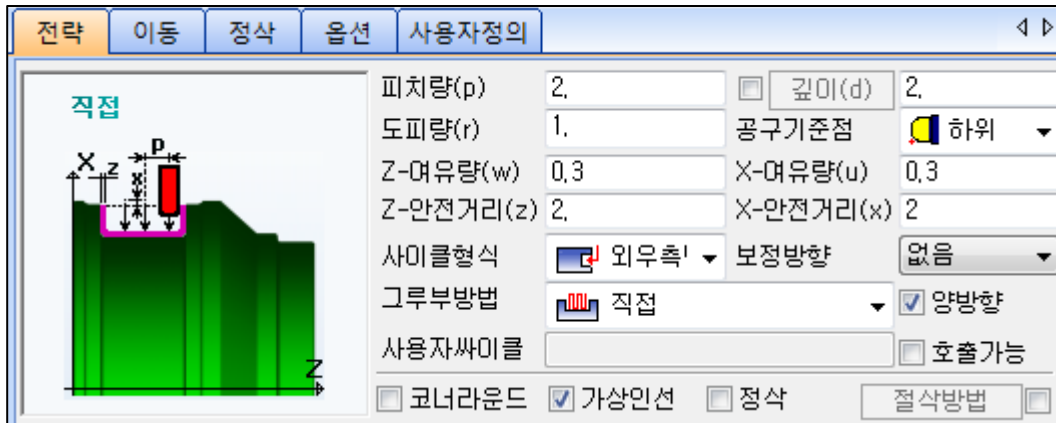 전략 이동 정삭 옵션 사용자정의
직접
피치량(p) 2, 깊이(d) 2,
도피량(r) 1, 공구기준점 하위
Z-여유량(w) 0,3 X-여유량(u) 0,3
Z-안전거리(z) 2, X-안전거리(x) 2
사이클형식 외우측 보정방향 없음
그루부방법 직접 양방향
사용자싸이클 호출가능
코너라운드 가상인선 정삭 절삭방법
X z x p
Z